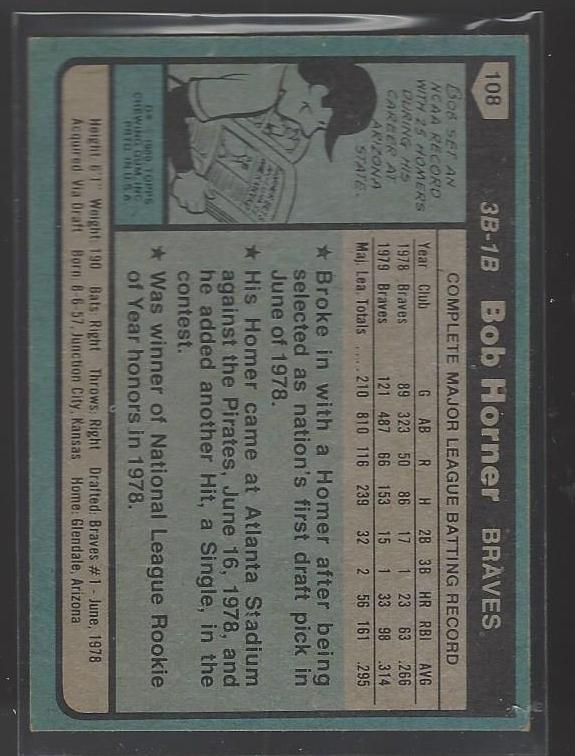 108
3B-1B Bob Horner BRAVES
BOB SET AN
NCAA RECORD
WITH 25 HOMERS
DURING HIS
CAREER AT
ARIZONA
STATE.
D✶ © 1980 TOPPS
CHEWING GUM, INC.
PRTD. IN U.S.A.
COMPLETE MAJOR LEAGUE BATTING RECORD
Year Club G AB R H 2B 3B HR RBI AVG
1978 Braves 89 323 50 86 17 1 23 63 .266
1979 Braves 121 487 66 153 15 1 33 98 .314
Maj. Lea. Totals .... 210 810 116 239 32 2 56 161 .295
★ Broke in with a Homer after being
selected as nation's first draft pick in
June of 1978.
★ His Homer came at Atlanta Stadium
against the Pirates, June 16, 1978, and
he added another Hit, a Single, in the
contest.
★ Was winner of National League Rookie
of Year honors in 1978.
Height: 6'1" Weight: 190 Bats: Right Throws: Right Drafted: Braves #1 - June, 1978
Acquired: Via Draft Born: 8-6-57, Junction City, Kansas Home: Glendale, Arizona